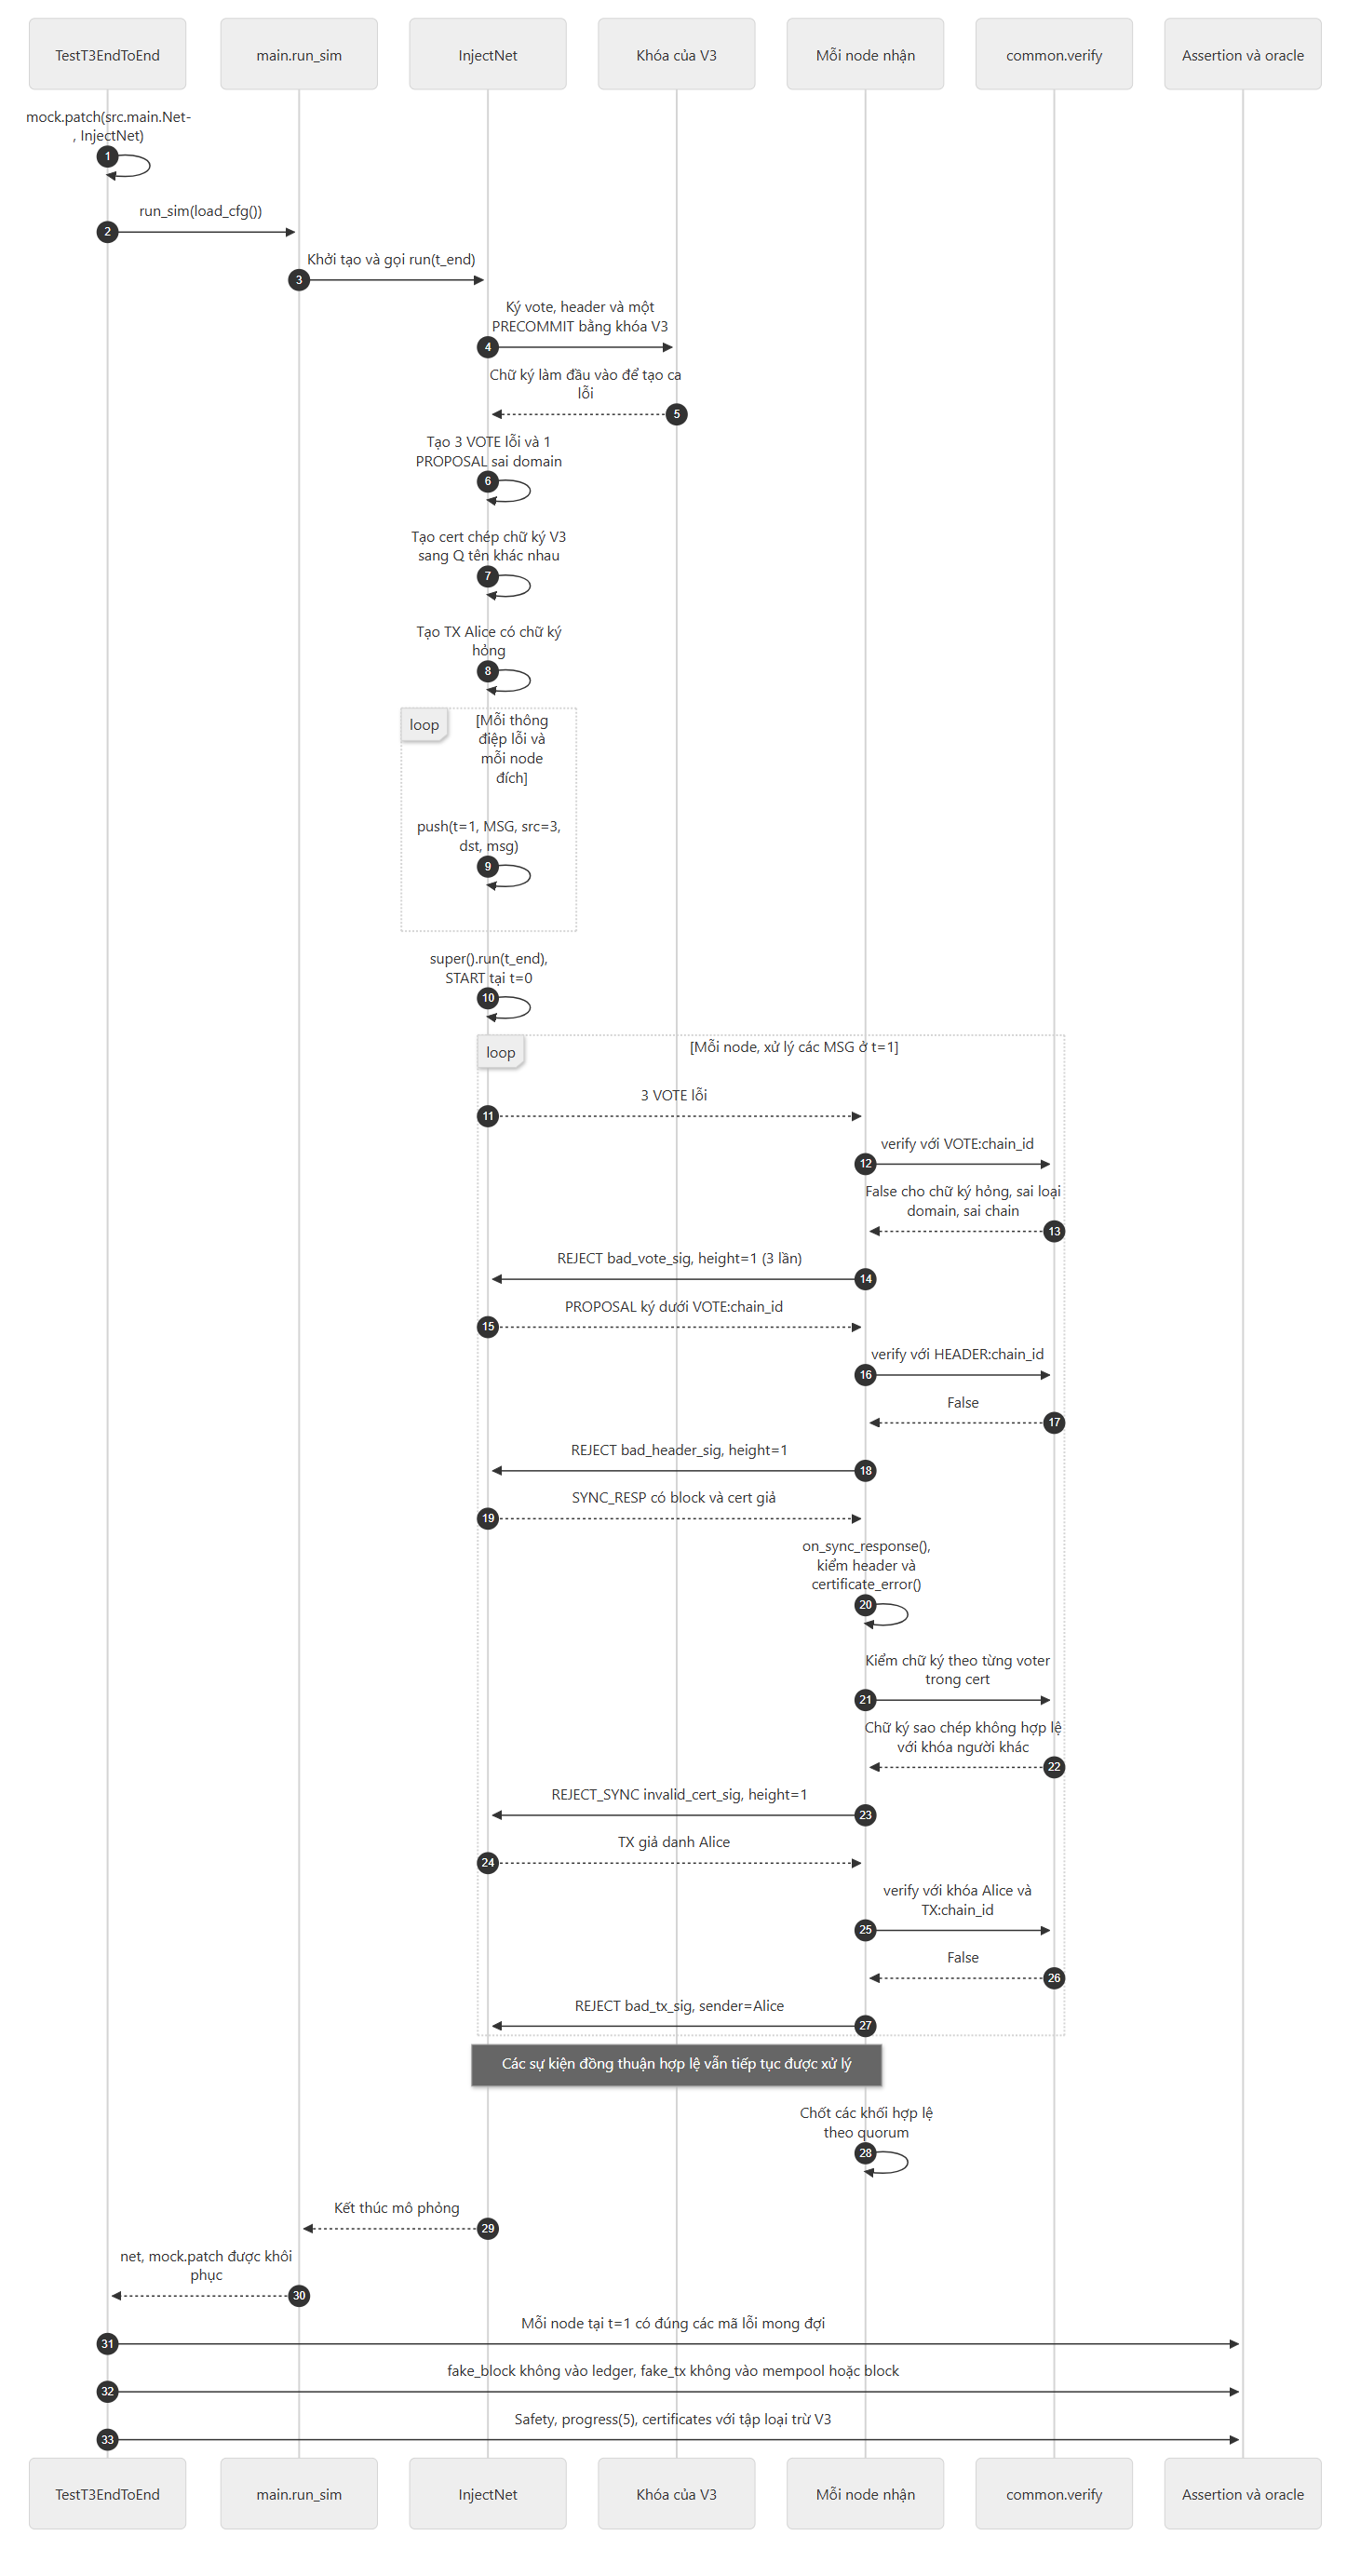 TestT3EndToEnd
main.run_sim
InjectNet
Khóa của V3
Mỗi node nhận
common.verify
Assertion và oracle
mock.patch(src.main.Net-
, InjectNet)
1
run_sim(load_cfg())
2
Khởi tạo và gọi run(t_end)
3
Ký vote, header và một
PRECOMMIT bằng khóa V3
4
Chữ ký làm đầu vào để tạo ca
lỗi
5
Tạo 3 VOTE lỗi và 1
PROPOSAL sai domain
6
Tạo cert chép chữ ký V3
sang Q tên khác nhau
7
Tạo TX Alice có chữ ký
hỏng
8
loop
[Mỗi thông
điệp lỗi và
mỗi node
đích]
push(t=1, MSG, src=3,
dst, msg)
9
super().run(t_end),
START tại t=0
10
loop
[Mỗi node, xử lý các MSG ở t=1]
3 VOTE lỗi
11
verify với VOTE:chain_id
12
False cho chữ ký hỏng, sai loại
domain, sai chain
13
REJECT bad_vote_sig, height=1 (3 lần)
14
PROPOSAL ký dưới VOTE:chain_id
15
verify với HEADER:chain_id
16
False
17
REJECT bad_header_sig, height=1
18
SYNC_RESP có block và cert giả
19
on_sync_response(),
kiểm header và
certificate_error()
20
Kiểm chữ ký theo từng voter
trong cert
21
Chữ ký sao chép không hợp lệ
với khóa người khác
22
REJECT_SYNC invalid_cert_sig, height=1
23
TX giả danh Alice
24
verify với khóa Alice và
TX:chain_id
25
False
26
REJECT bad_tx_sig, sender=Alice
27
Các sự kiện đồng thuận hợp lệ vẫn tiếp tục được xử lý
Chốt các khối hợp lệ
theo quorum
28
Kết thúc mô phỏng
29
net, mock.patch được khôi
phục
30
Mỗi node tại t=1 có đúng các mã lỗi mong đợi
31
fake_block không vào ledger, fake_tx không vào mempool hoặc block
32
Safety, progress(5), certificates với tập loại trừ V3
33
TestT3EndToEnd
main.run_sim
InjectNet
Khóa của V3
Mỗi node nhận
common.verify
Assertion và oracle